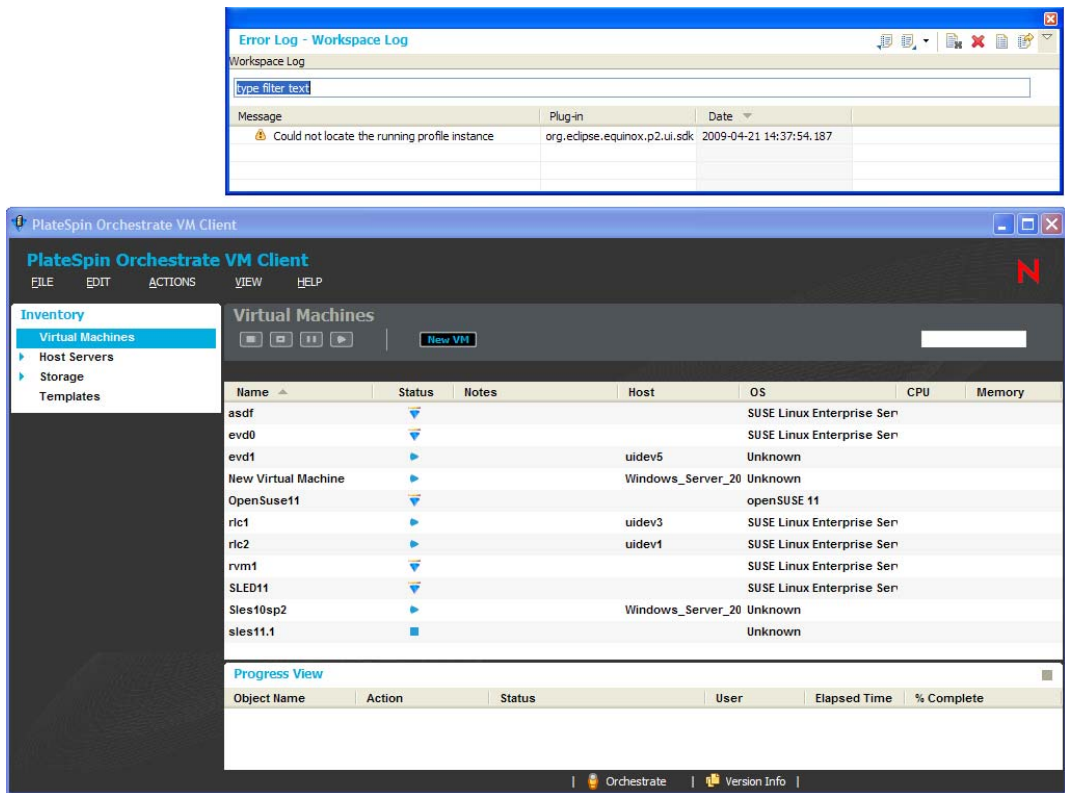 Error Log - Workspace Log
Workspace Log
type filter text
Message Plug-in Date
Could not locate the running profile instance org.eclipse.equinox.p2.ui.sdk 2009-04-21 14:37:54.187
PlateSpin Orchestrate VM Client
PlateSpin Orchestrate VM Client
N
FILE EDIT ACTIONS VIEW HELP
Inventory
Virtual Machines
Host Servers
Storage
Templates
Virtual Machines
New VM
Name Status Notes Host OS CPU Memory
asdf SUSE Linux Enterprise Ser
evd0 SUSE Linux Enterprise Ser
evd1 uidev5 Unknown
New Virtual Machine Windows_Server_20 Unknown
OpenSuse11 openSUSE 11
rlc1 uidev3 SUSE Linux Enterprise Ser
rlc2 uidev1 SUSE Linux Enterprise Ser
rvm1 SUSE Linux Enterprise Ser
SLED11 SUSE Linux Enterprise Ser
Sles10sp2 Windows_Server_20 Unknown
sles11.1 Unknown
Progress View
Object Name Action Status User Elapsed Time % Complete
| Orchestrate | Version Info |